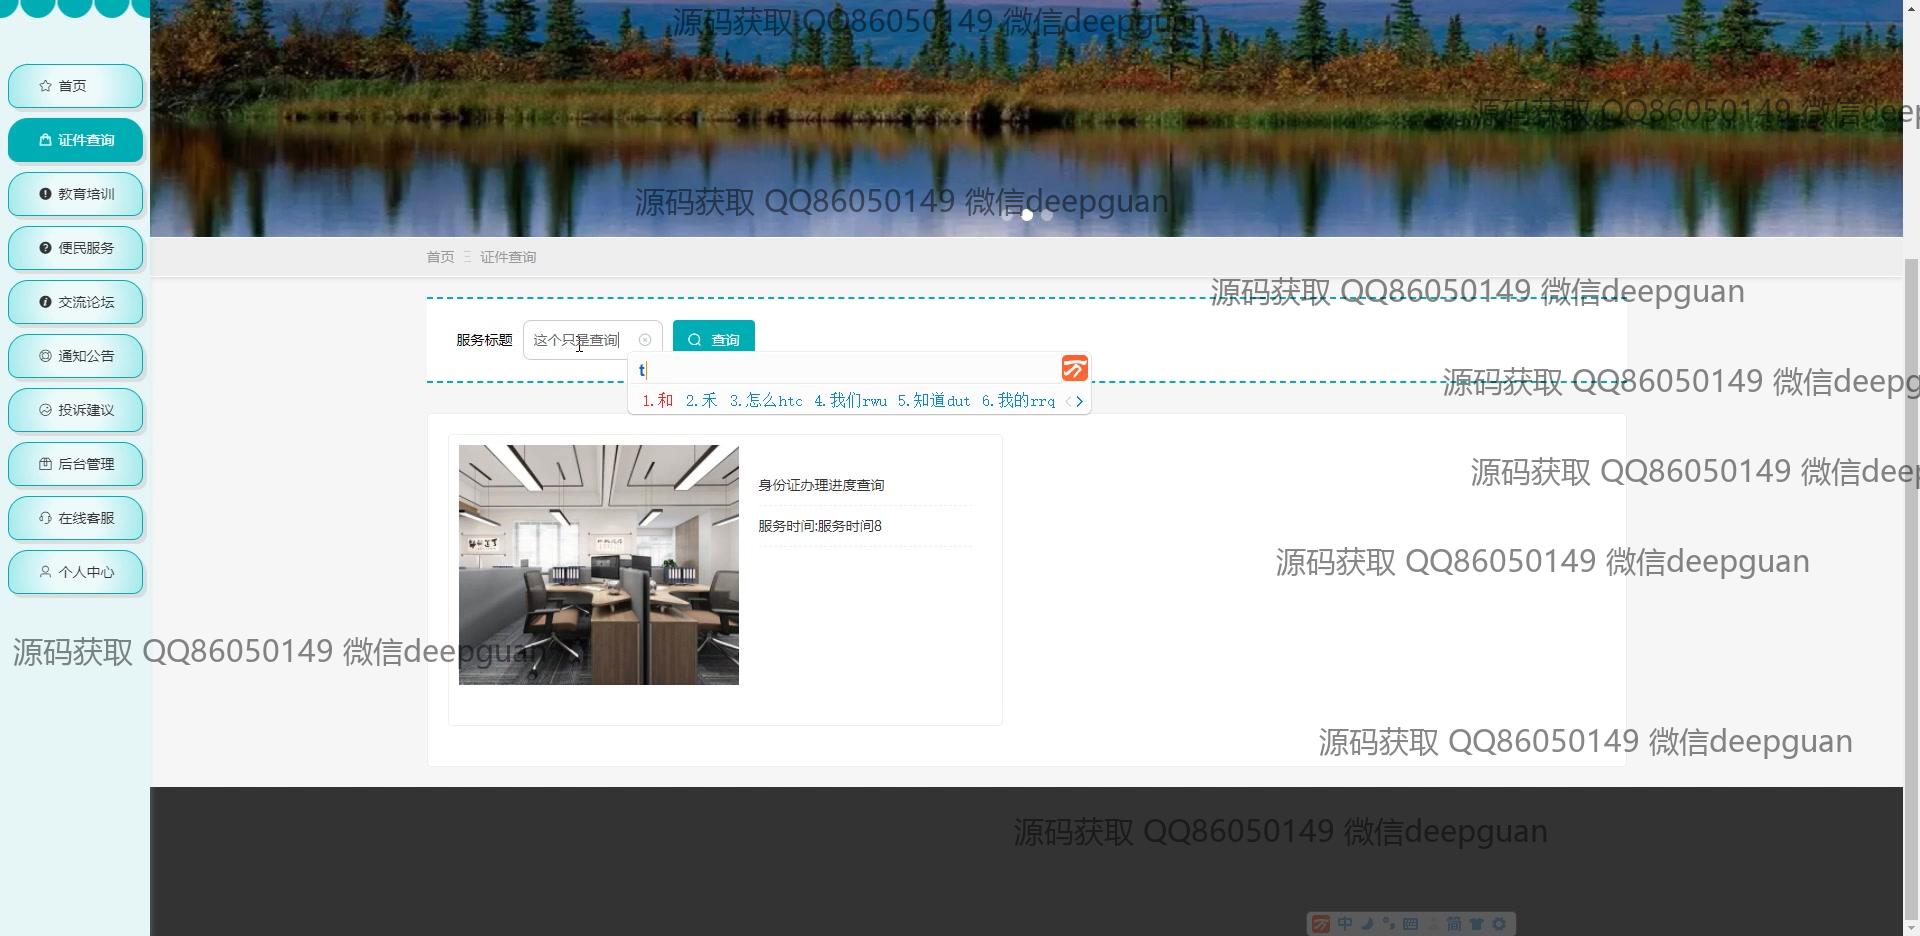 源码获取 QQ86050149 微信deepguan
首页
源码获取 QQ86050149 微信deep
证件查询
教育培训
源码获取 QQ86050149 微信deepguan
便民服务
首页 三 证件查询
源码获取 QQ86050149 微信deepguan
交流论坛
服务标题 这个只是查询 查询
通知公告
t
源码获取 QQ86050149 微信deepg
1.和 2.禾 3.怎么htc 4.我们rwu 5.知道dut 6.我的rrq
投诉建议
后台管理
源码获取 QQ86050149 微信deep
身份证办理进度查询
在线客服
服务时间:服务时间8
源码获取 QQ86050149 微信deepguan
个人中心
源码获取 QQ86050149 微信deepguan
源码获取 QQ86050149 微信deepguan
源码获取 QQ86050149 微信deepguan
中 简